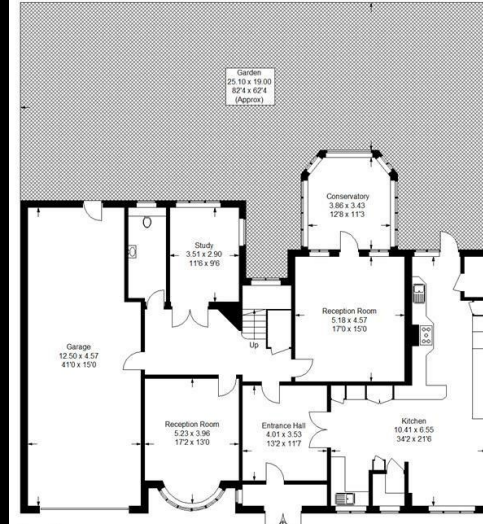 Garden
25.10 x 19.00
82'4 x 62'4
(Approx)
Conservatory
3.86 x 3.43
12'8 x 11'3
Study
3.51 x 2.90
11'6 x 9'6
Reception Room
5.18 x 4.57
17'0 x 15'0
Up
Garage
12.50 x 4.57
41'0 x 15'0
Reception Room
5.23 x 3.96
17'2 x 13'0
Entrance Hall
4.01 x 3.53
13'2 x 11'7
Kitchen
10.41 x 6.55
34'2 x 21'6